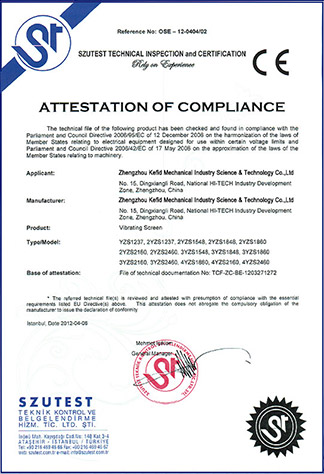 Reference No: OSE – 12-0404/02
SZUTEST TECHNICAL INSPECTION and CERTIFICATION
Rely on Experience
CE
ATTESTATION OF COMPLIANCE
The technical file of the following product has been checked and found in compliance with the
Parliament and Council Directive 2006/95/EC of 12 December 2006 on the harmonization of the laws of
Member States relating to electrical equipment designed for use within certain voltage limits and
Parliament and Council Directive 2006/42/EC of 17 May 2006 on the approximation of the laws of
Member States relating to machinery.
Applicant: Zhengzhou Kefid Mechanical Industry Science & Technology Co.,Ltd
No. 15, Dingxiangli Road, National HI-TECH Industry Development
Zone, Zhengzhou, China
Manufacturer: Zhengzhou Kefid Mechanical Industry Science & Technology Co.,Ltd
No. 15, Dingxiangli Road, National HI-TECH Industry Development
Zone, Zhengzhou, China
Product: Vibrating Screen
Type/Model: YZS1237, 2YZS1237, 2YZS1548, 2YZS1848, 2YZS1860
2YZS2160, 2YZS2460, 3YZS1548, 3YZS1848, 3YZS1860
3YZS2160, 3YZS2460, 4YZS1860, 4YZS2160, 4YZS2460
Base of attestation: File of technical documentation No: TCF-ZC-BE-1203271272
* The referred technical file(s) is reviewed and attested with presumption of compliance with the essential
requirements listed EU Directive(s) above. This attestation does not abrogate the compulsory obligation of the
manufacturer to issue the declaration of conformity
Istanbul, Date 2012-04-06
Mehmet Işıklar
General Manager
SZUTEST
TEKNİK KONTROL VE
BELGELENDİRME
HİZM. TİC. LTD. ŞTİ.
ATAŞEHİR - İSTANBUL / TÜRKİYE